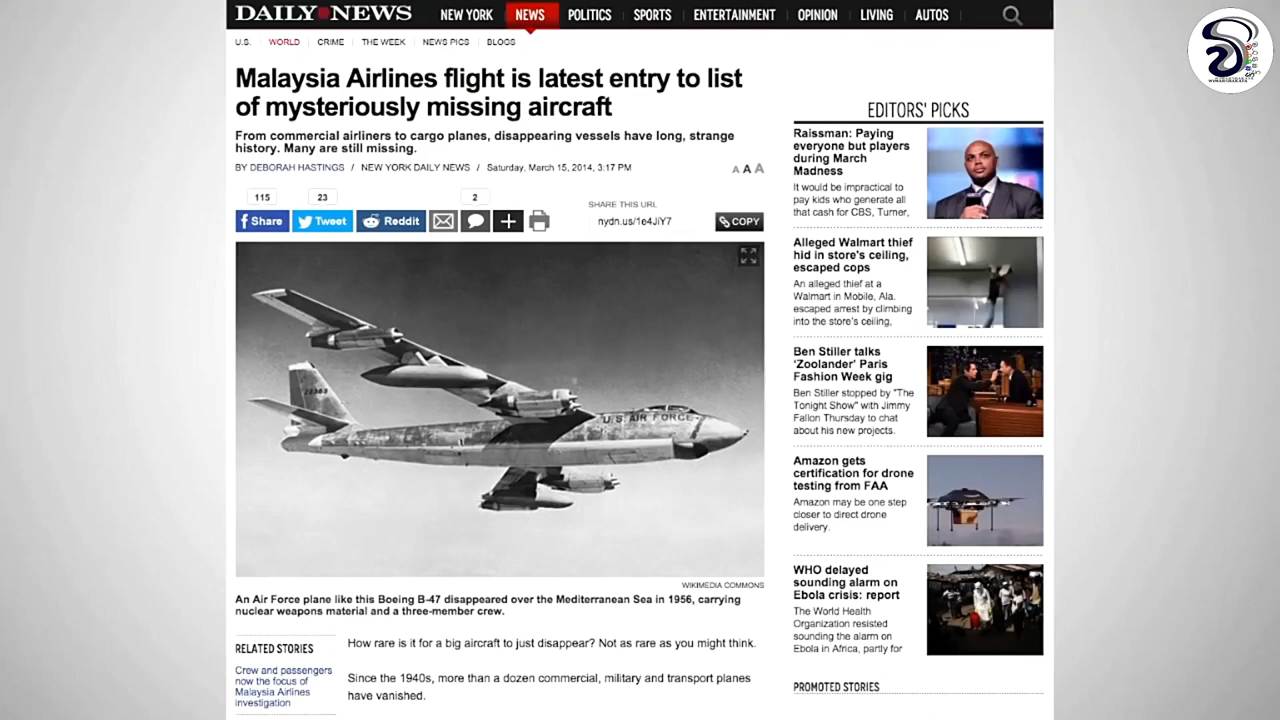 DAILY NEWS
NEW YORK NEWS POLITICS SPORTS ENTERTAINMENT OPINION LIVING AUTOS
U.S. WORLD CRIME THE WEEK NEWS PICS BLOGS
Malaysia Airlines flight is latest entry to list
of mysteriously missing aircraft
From commercial airliners to cargo planes, disappearing vessels have long, strange
history. Many are still missing.
BY DEBORAH HASTINGS / NEW YORK DAILY NEWS / Saturday, March 15, 2014, 3:17 PM
A A A
115 23 2
Share Tweet Reddit
SHARE THIS URL
nydn.us/1e4JiY7
COPY
U.S. AIR FORCE
WIKIMEDIA COMMONS
An Air Force plane like this Boeing B-47 disappeared over the Mediterranean Sea in 1956, carrying
nuclear weapons material and a three-member crew.
RELATED STORIES
Crew and passengers
now the focus of
Malaysia Airlines
investigation
How rare is it for a big aircraft to just disappear? Not as rare as you might think.
Since the 1940s, more than a dozen commercial, military and transport planes
have vanished.
EDITORS' PICKS
Raissman: Paying
everyone but players
during March
Madness
It would be impractical to
pay kids who generate all
that cash for CBS, Turner,
Alleged Walmart thief
hid in store's ceiling,
escaped cops
An alleged thief at a
Walmart in Mobile, Ala.
escaped arrest by climbing
into the store's ceiling,
Ben Stiller talks
'Zoolander' Paris
Fashion Week gig
Ben Stiller stopped by "The
Tonight Show" with Jimmy
Fallon Thursday to chat
about his new projects.
Amazon gets
certification for drone
testing from FAA
Amazon may be one step
closer to direct drone
delivery.
WHO delayed
sounding alarm on
Ebola crisis: report
The World Health
Organization resisted
sounding the alarm on
Ebola in Africa, partly for
PROMOTED STORIES